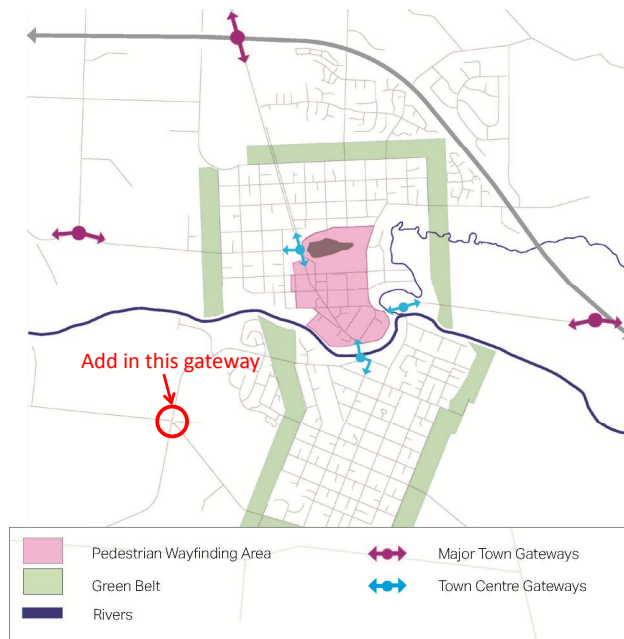 Add in this gateway
Pedestrian Wayfinding Area
Green Belt
Rivers
Major Town Gateways
Town Centre Gateways